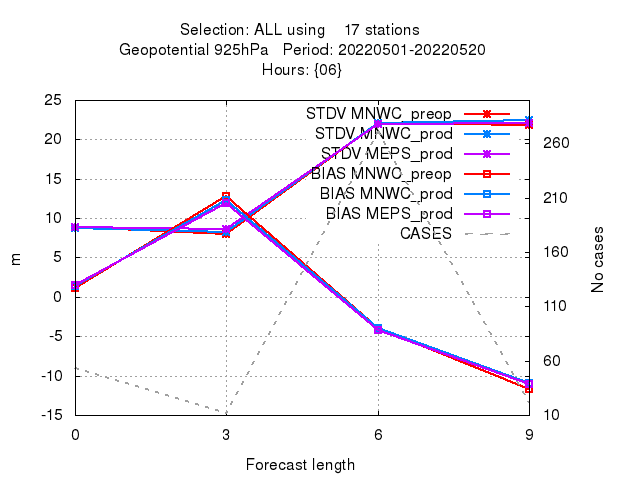 Selection: ALL using    17 stations
Geopotential 925hPa   Period: 20220501-20220520
Hours: {06}
STDV MNWC_preop
STDV MNWC_prod
STDV MEPS_prod
BIAS MNWC_preop
BIAS MNWC_prod
BIAS MEPS_prod
CASES
25
20
15
10
5
0
-5
-10
-15
m
260
210
160
110
60
10
No cases
0 3 6 9
Forecast length